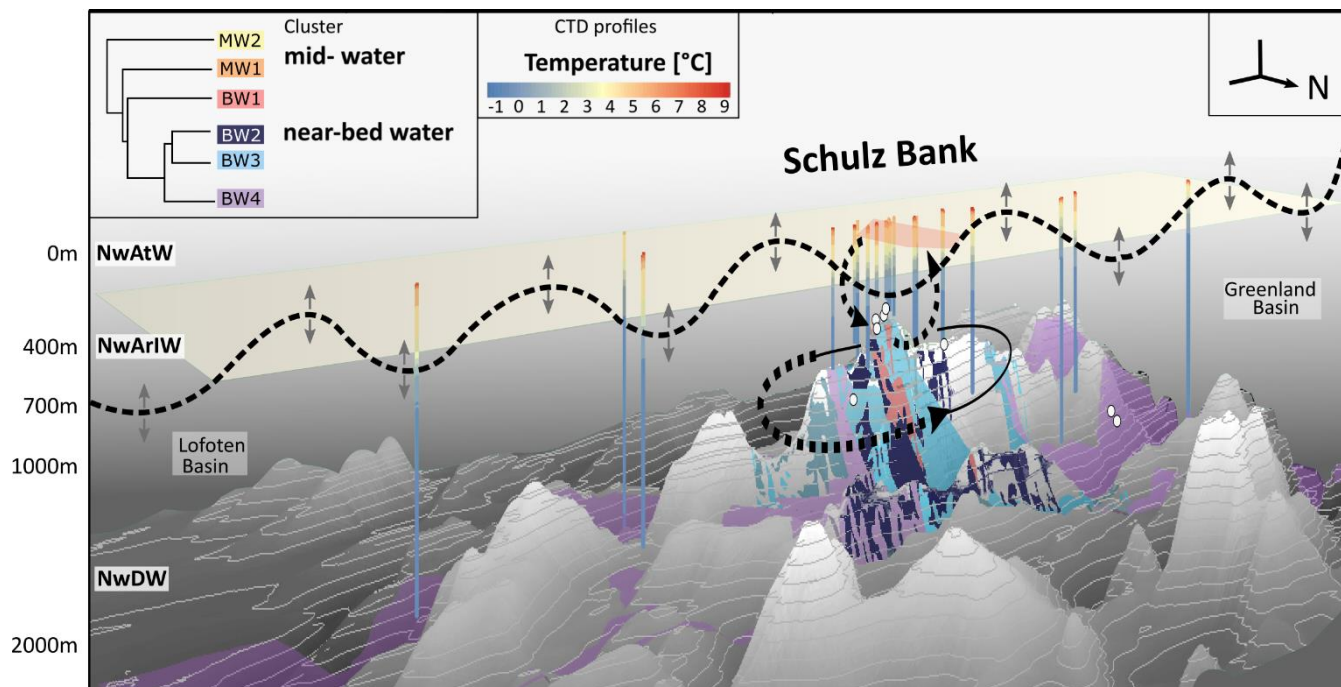 Cluster
MW2
mid- water
MW1
BW1
BW2
near-bed water
BW3
BW4
CTD profiles
Temperature [°C]
-1 0 1 2 3 4 5 6 7 8 9
N
Schulz Bank
0m
NwAtW
400m
NwArIW
700m
1000m
Lofoten
Basin
Greenland
Basin
NwDW
2000m